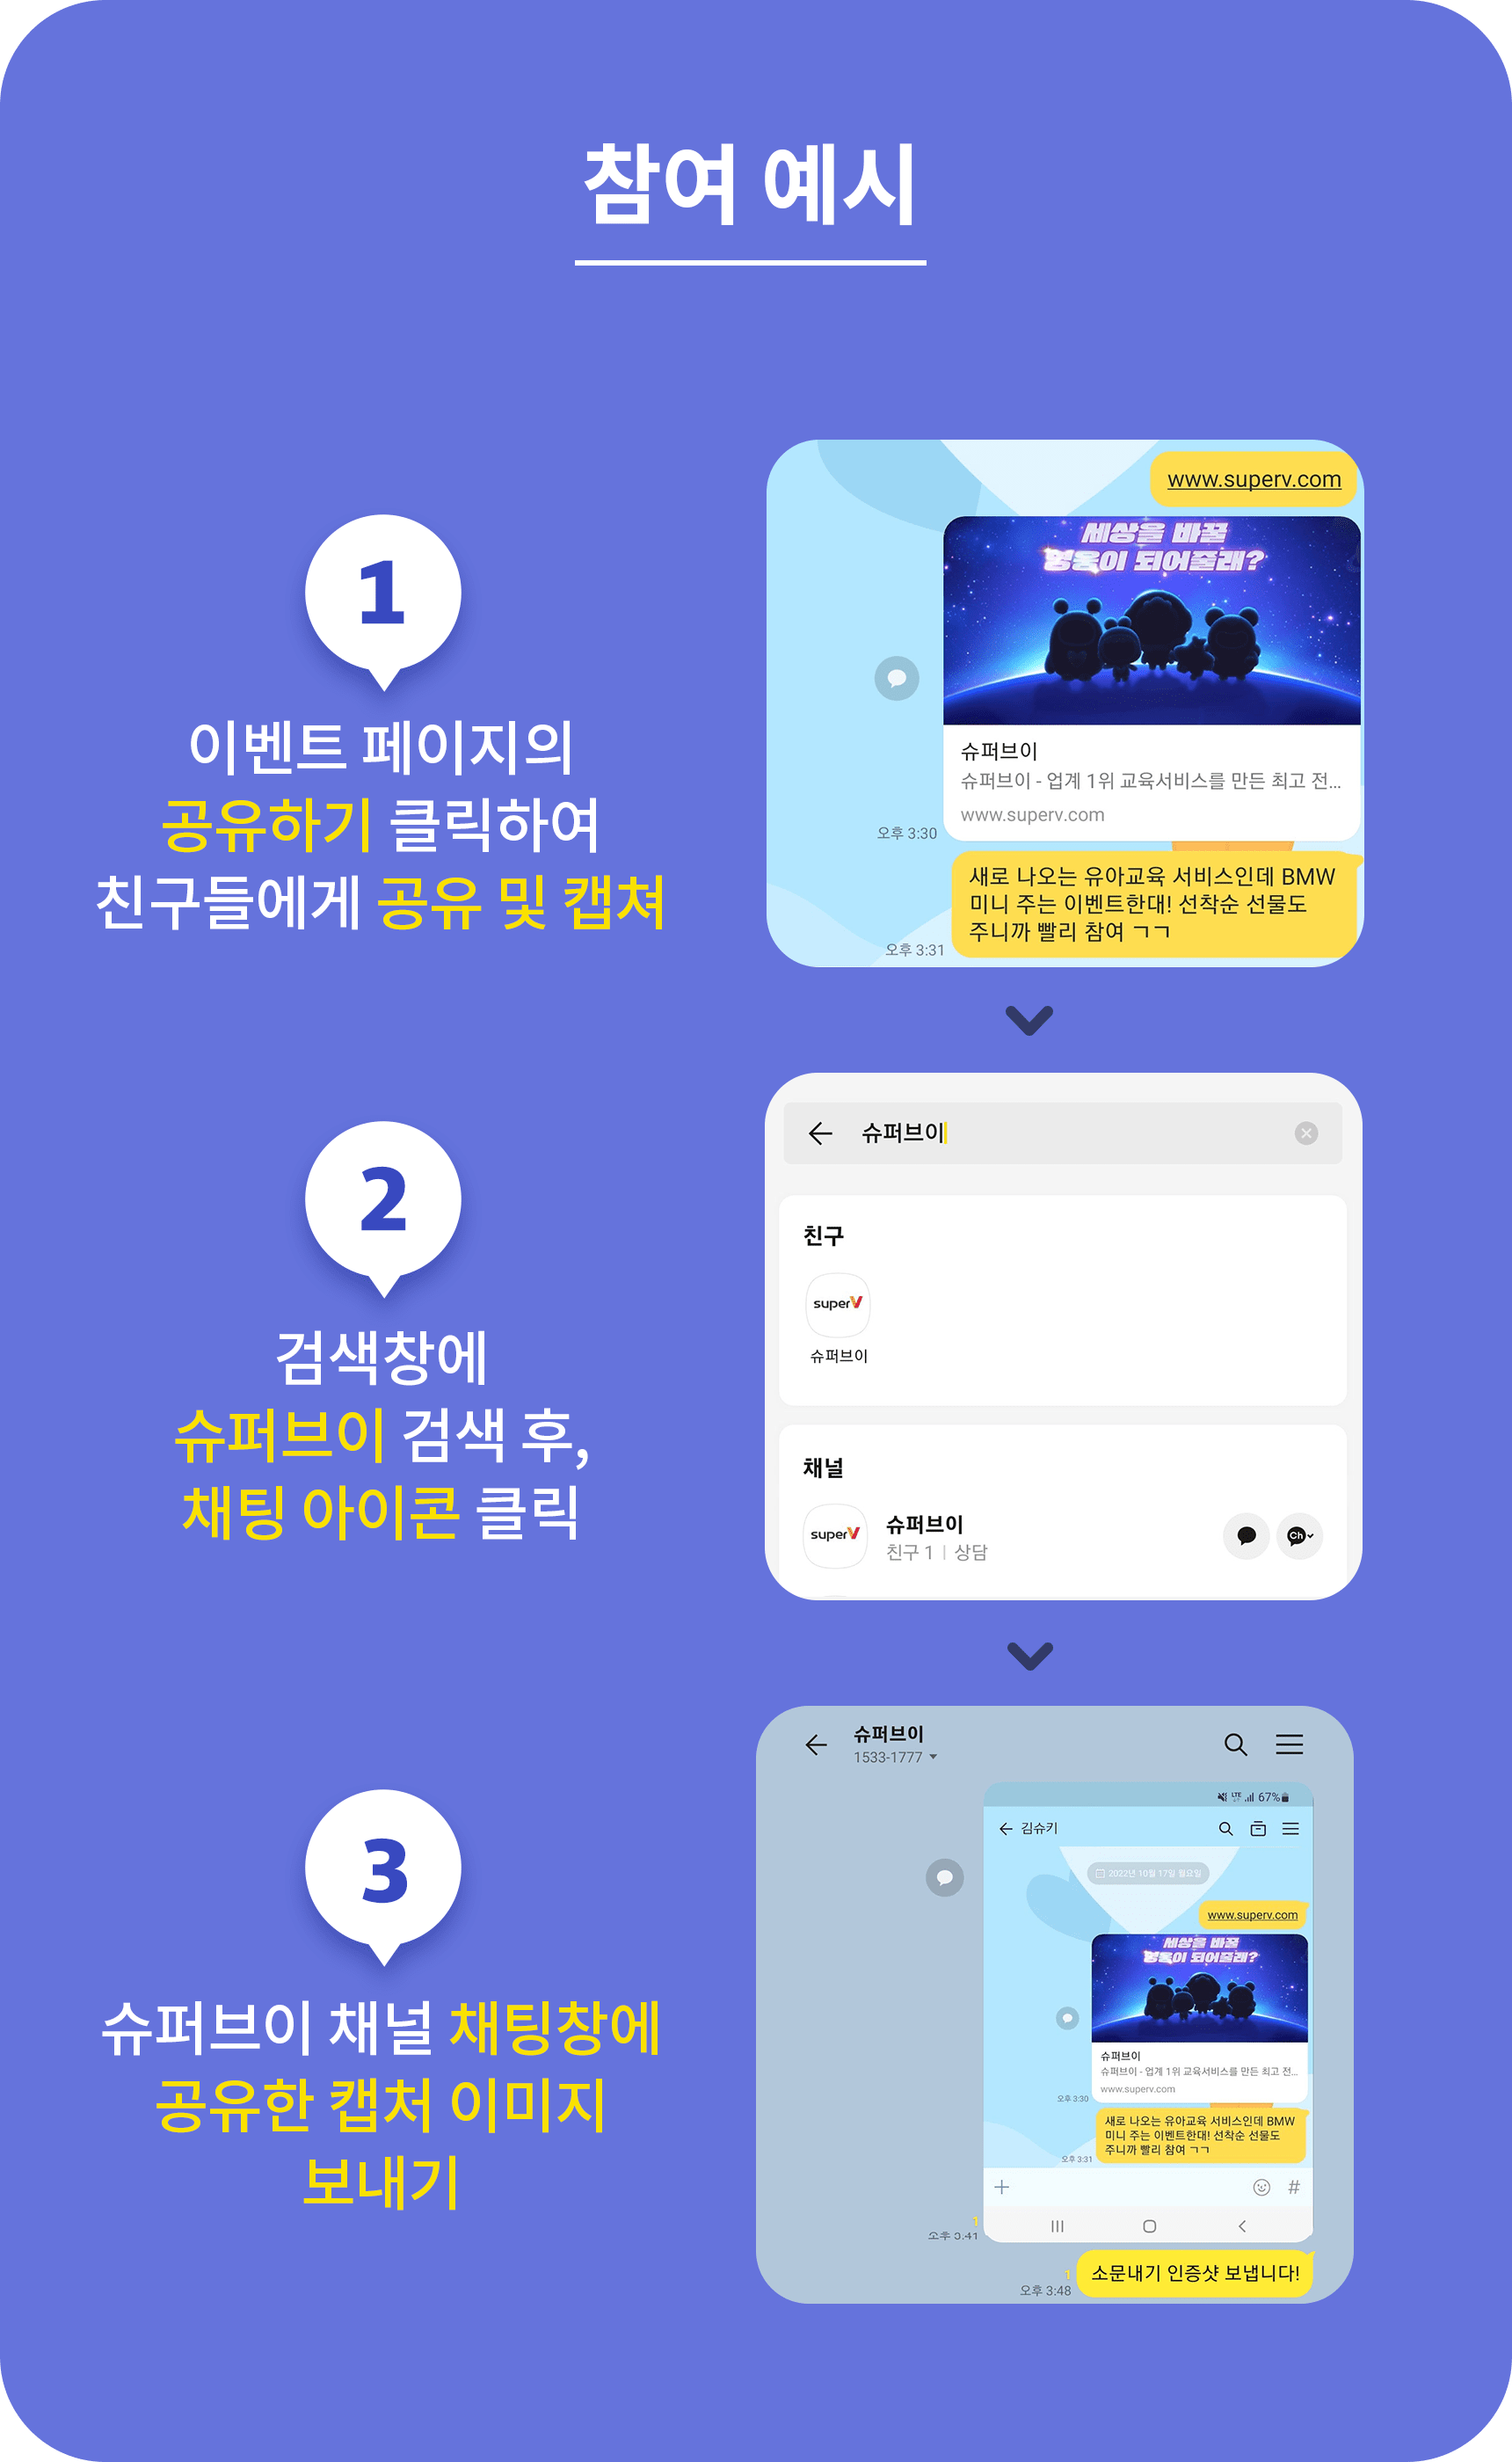 참여 예시
1
이벤트 페이지의
공유하기 클릭하여
친구들에게 공유 및 캡쳐
www.superv.com
세상을 바꿀
영웅이 되어줄래?
슈퍼브이
슈퍼브이 - 업계 1위 교육서비스를 만든 최고 전...
www.superv.com
오후 3:30
새로 나오는 유아교육 서비스인데 BMW
미니 주는 이벤트한대! 선착순 선물도
주니까 빨리 참여 ㄱㄱ
오후 3:31
2
검색창에
슈퍼브이 검색 후,
채팅 아이콘 클릭
슈퍼브이
친구
superV
슈퍼브이
채널
superV
슈퍼브이
친구 1 | 상담
Ch
3
슈퍼브이 채널 채팅창에
공유한 캡처 이미지
보내기
슈퍼브이
1533-1777
LTE 67%
김슈키
2022년 10월 17일 월요일
www.superv.com
세상을 바꿀
영웅이 되어줄래?
슈퍼브이
슈퍼브이 - 업계 1위 교육서비스를 만든 최고 전...
www.superv.com
오후 3:30
새로 나오는 유아교육 서비스인데 BMW
미니 주는 이벤트한대! 선착순 선물도
주니까 빨리 참여 ㄱㄱ
오후 3:31
#
1
오후 3:41
소문내기 인증샷 보냅니다!
1
오후 3:48